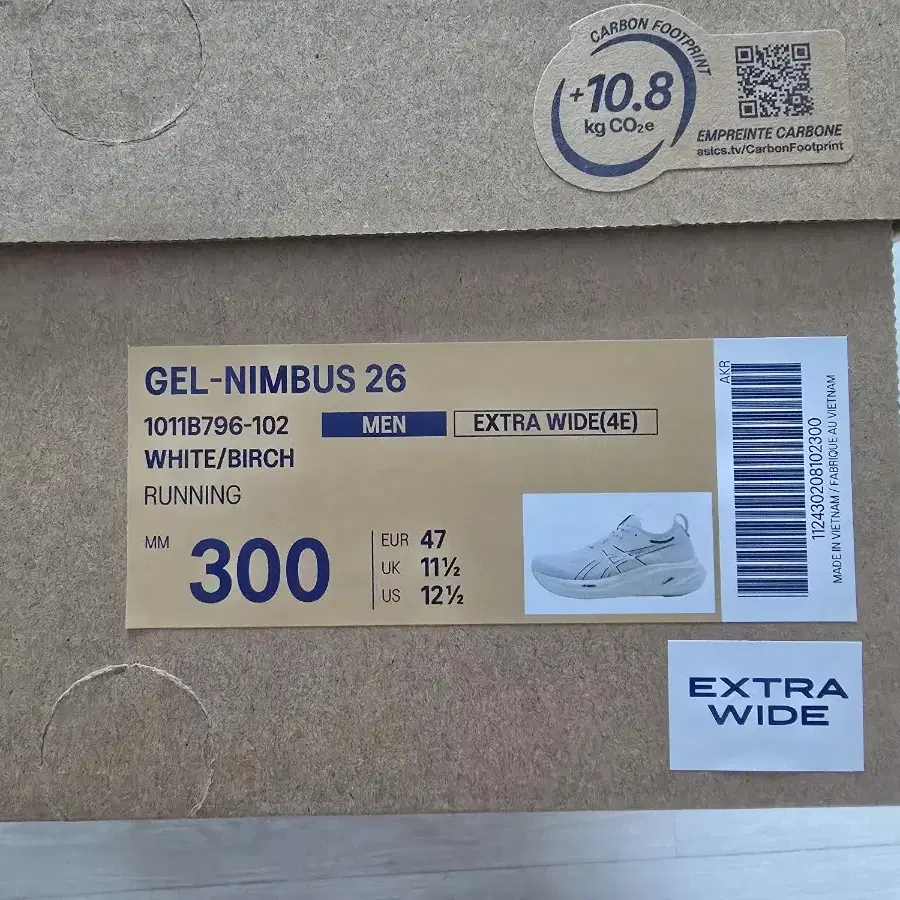 CARBON FOOTPRINT
+10.8
kg CO₂e
EMPREINTE CARBONE
asics.tv/CarbonFootprint
GEL-NIMBUS 26
1011B796-102 MEN EXTRA WIDE(4E)
WHITE/BIRCH
RUNNING
MM 300
EUR 47
UK 11½
US 12½
AKR
112430208102300
MADE IN VIETNAM / FABRIQUE AU VIETNAM
EXTRA
WIDE